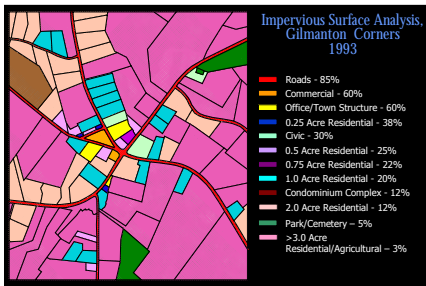 Impervious Surface Analysis,
Gilmanton Corners
1993
Roads - 85%
Commercial - 60%
Office/Town Structure - 60%
0.25 Acre Residential - 38%
Civic - 30%
0.5 Acre Residential - 25%
0.75 Acre Residential - 22%
1.0 Acre Residential - 20%
Condominium Complex - 12%
2.0 Acre Residential - 12%
Park/Cemetery – 5%
>3.0 Acre
Residential/Agricultural – 3%